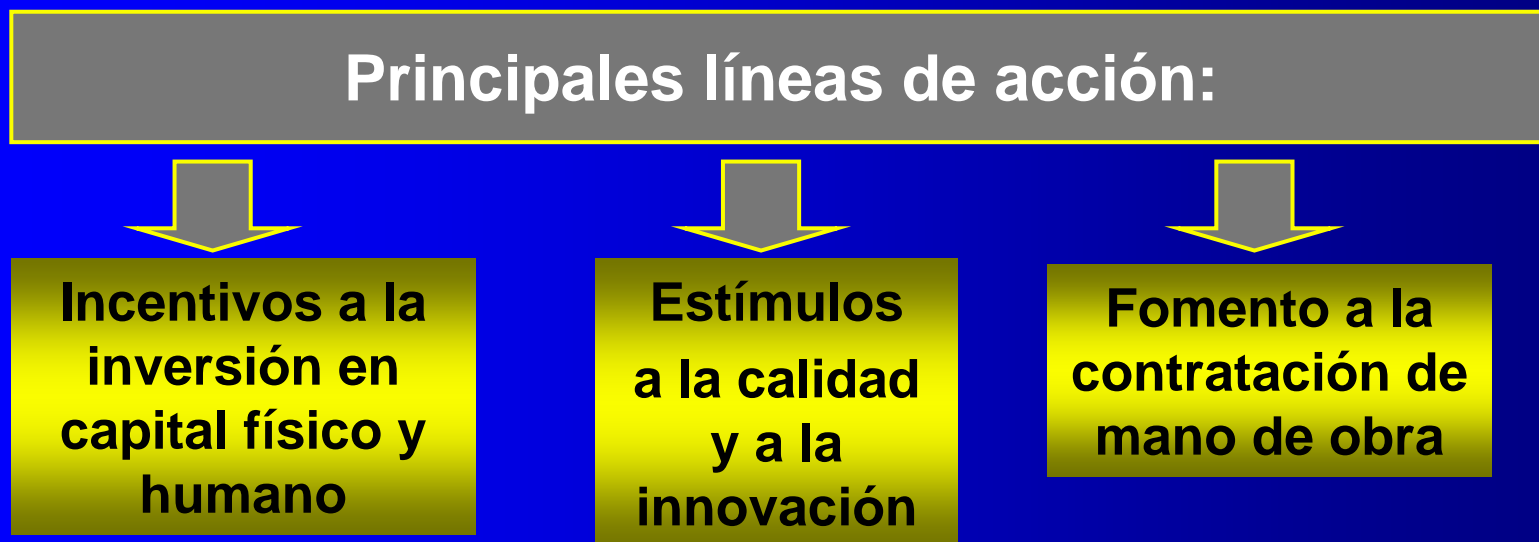 Principales líneas de acción:
Incentivos a la
inversión en
capital físico y
humano
Estímulos
a la calidad
y a la
innovación
Fomento a la
contratación de
mano de obra